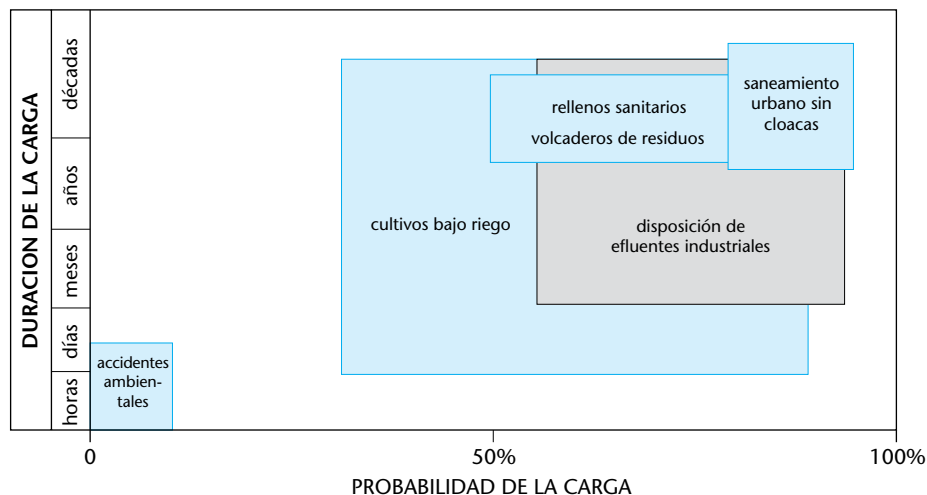 DURACION DE LA CARGA
décadas
años
meses
días
horas
rellenos sanitarios
volcaderos de residuos
saneamiento
urbano sin
cloacas
cultivos bajo riego
disposición de
efluentes industriales
accidentes
ambien-
tales
0
50%
100%
PROBABILIDAD DE LA CARGA